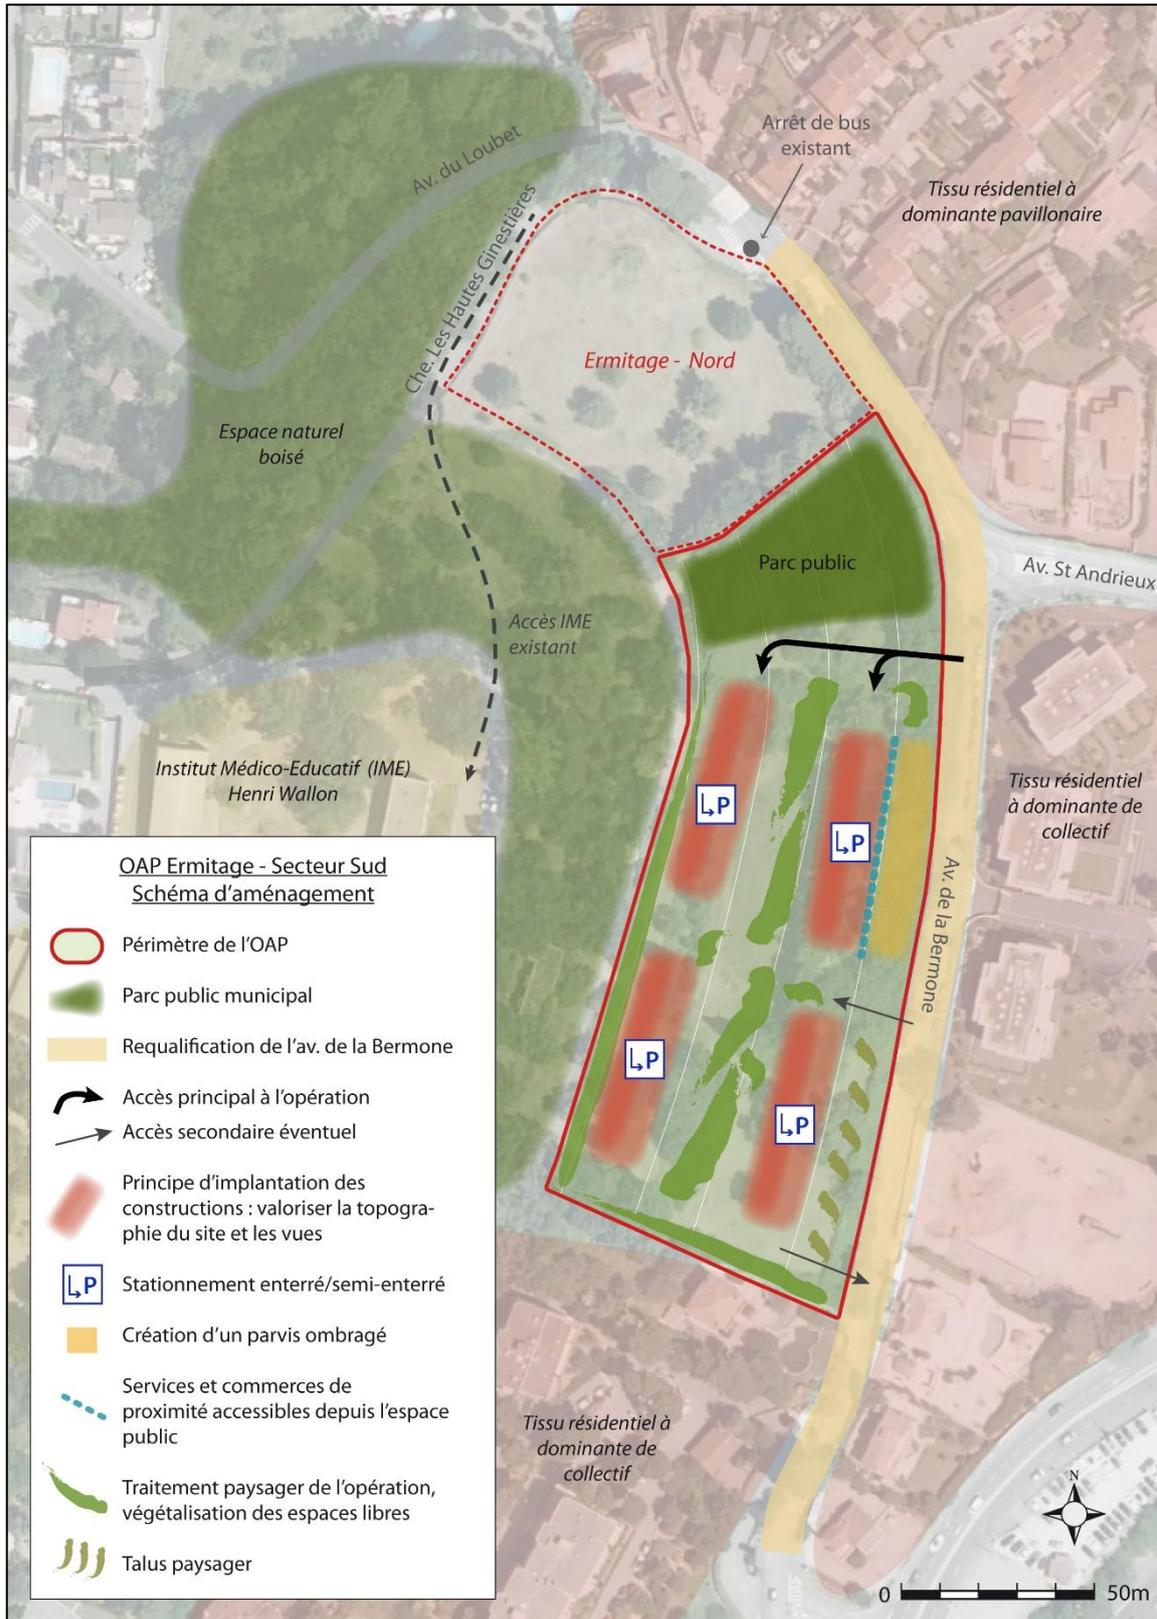 Arrêt de bus
existant
Av. du Loubet
Tissu résidentiel à
dominante pavillonaire
Che. Les Hautes Ginestières
Ermitage - Nord
Espace naturel
boisé
Parc public
Av. St Andrieux
Accès IME
existant
Institut Médico-Educatif (IME)
Henri Wallon
Tissu résidentiel
à dominante de
collectif
P
P
Av. de la Bermone
P
P
OAP Ermitage - Secteur Sud
Schéma d'aménagement
Périmètre de l'OAP
Parc public municipal
Requalification de l'av. de la Bermone
Accès principal à l'opération
Accès secondaire éventuel
Principe d'implantation des
constructions : valoriser la topogra-
phie du site et les vues
P
Stationnement enterré/semi-enterré
Création d'un parvis ombragé
Services et commerces de
proximité accessibles depuis l'espace
public
Traitement paysager de l'opération,
végétalisation des espaces libres
Talus paysager
Tissu résidentiel à
dominante de
collectif
N
0 50m